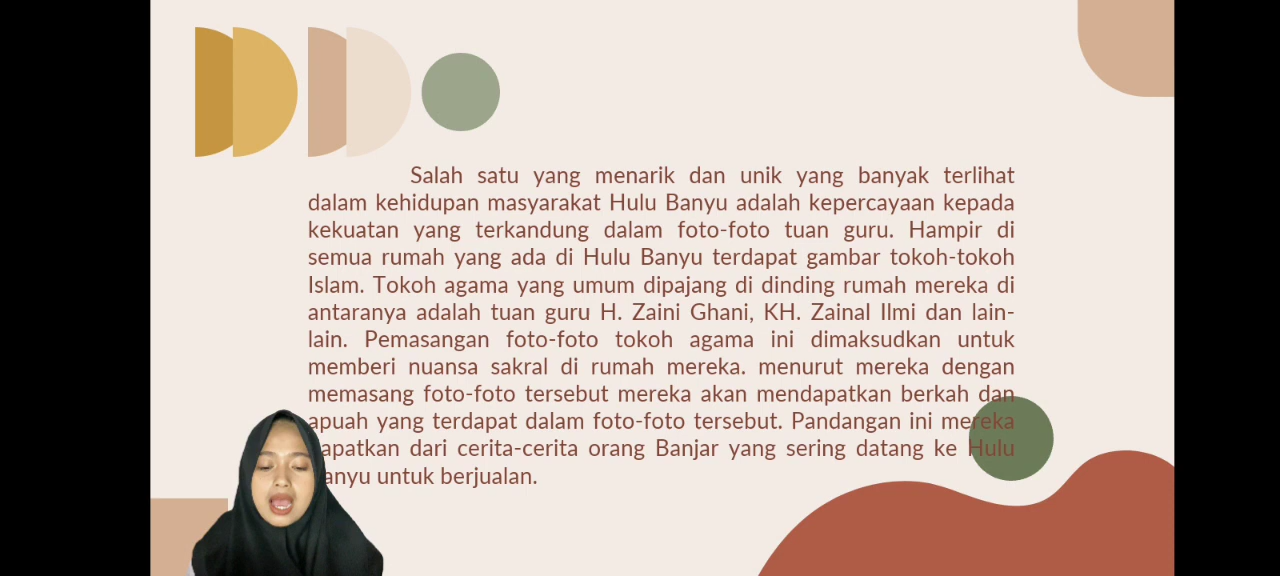 Salah satu yang menarik dan unik yang banyak terlihat
dalam kehidupan masyarakat Hulu Banyu adalah kepercayaan kepada
kekuatan yang terkandung dalam foto-foto tuan guru. Hampir di
semua rumah yang ada di Hulu Banyu terdapat gambar tokoh-tokoh
Islam. Tokoh agama yang umum dipajang di dinding rumah mereka di
antaranya adalah tuan guru H. Zaini Ghani, KH. Zainal Ilmi dan lain-
lain. Pemasangan foto-foto tokoh agama ini dimaksudkan untuk
memberi nuansa sakral di rumah mereka. menurut mereka dengan
memasang foto-foto tersebut mereka akan mendapatkan berkah dan
apuah yang terdapat dalam foto-foto tersebut. Pandangan ini mereka
dari cerita-cerita orang Banjar yang sering datang ke Hulu
untuk berjualan.